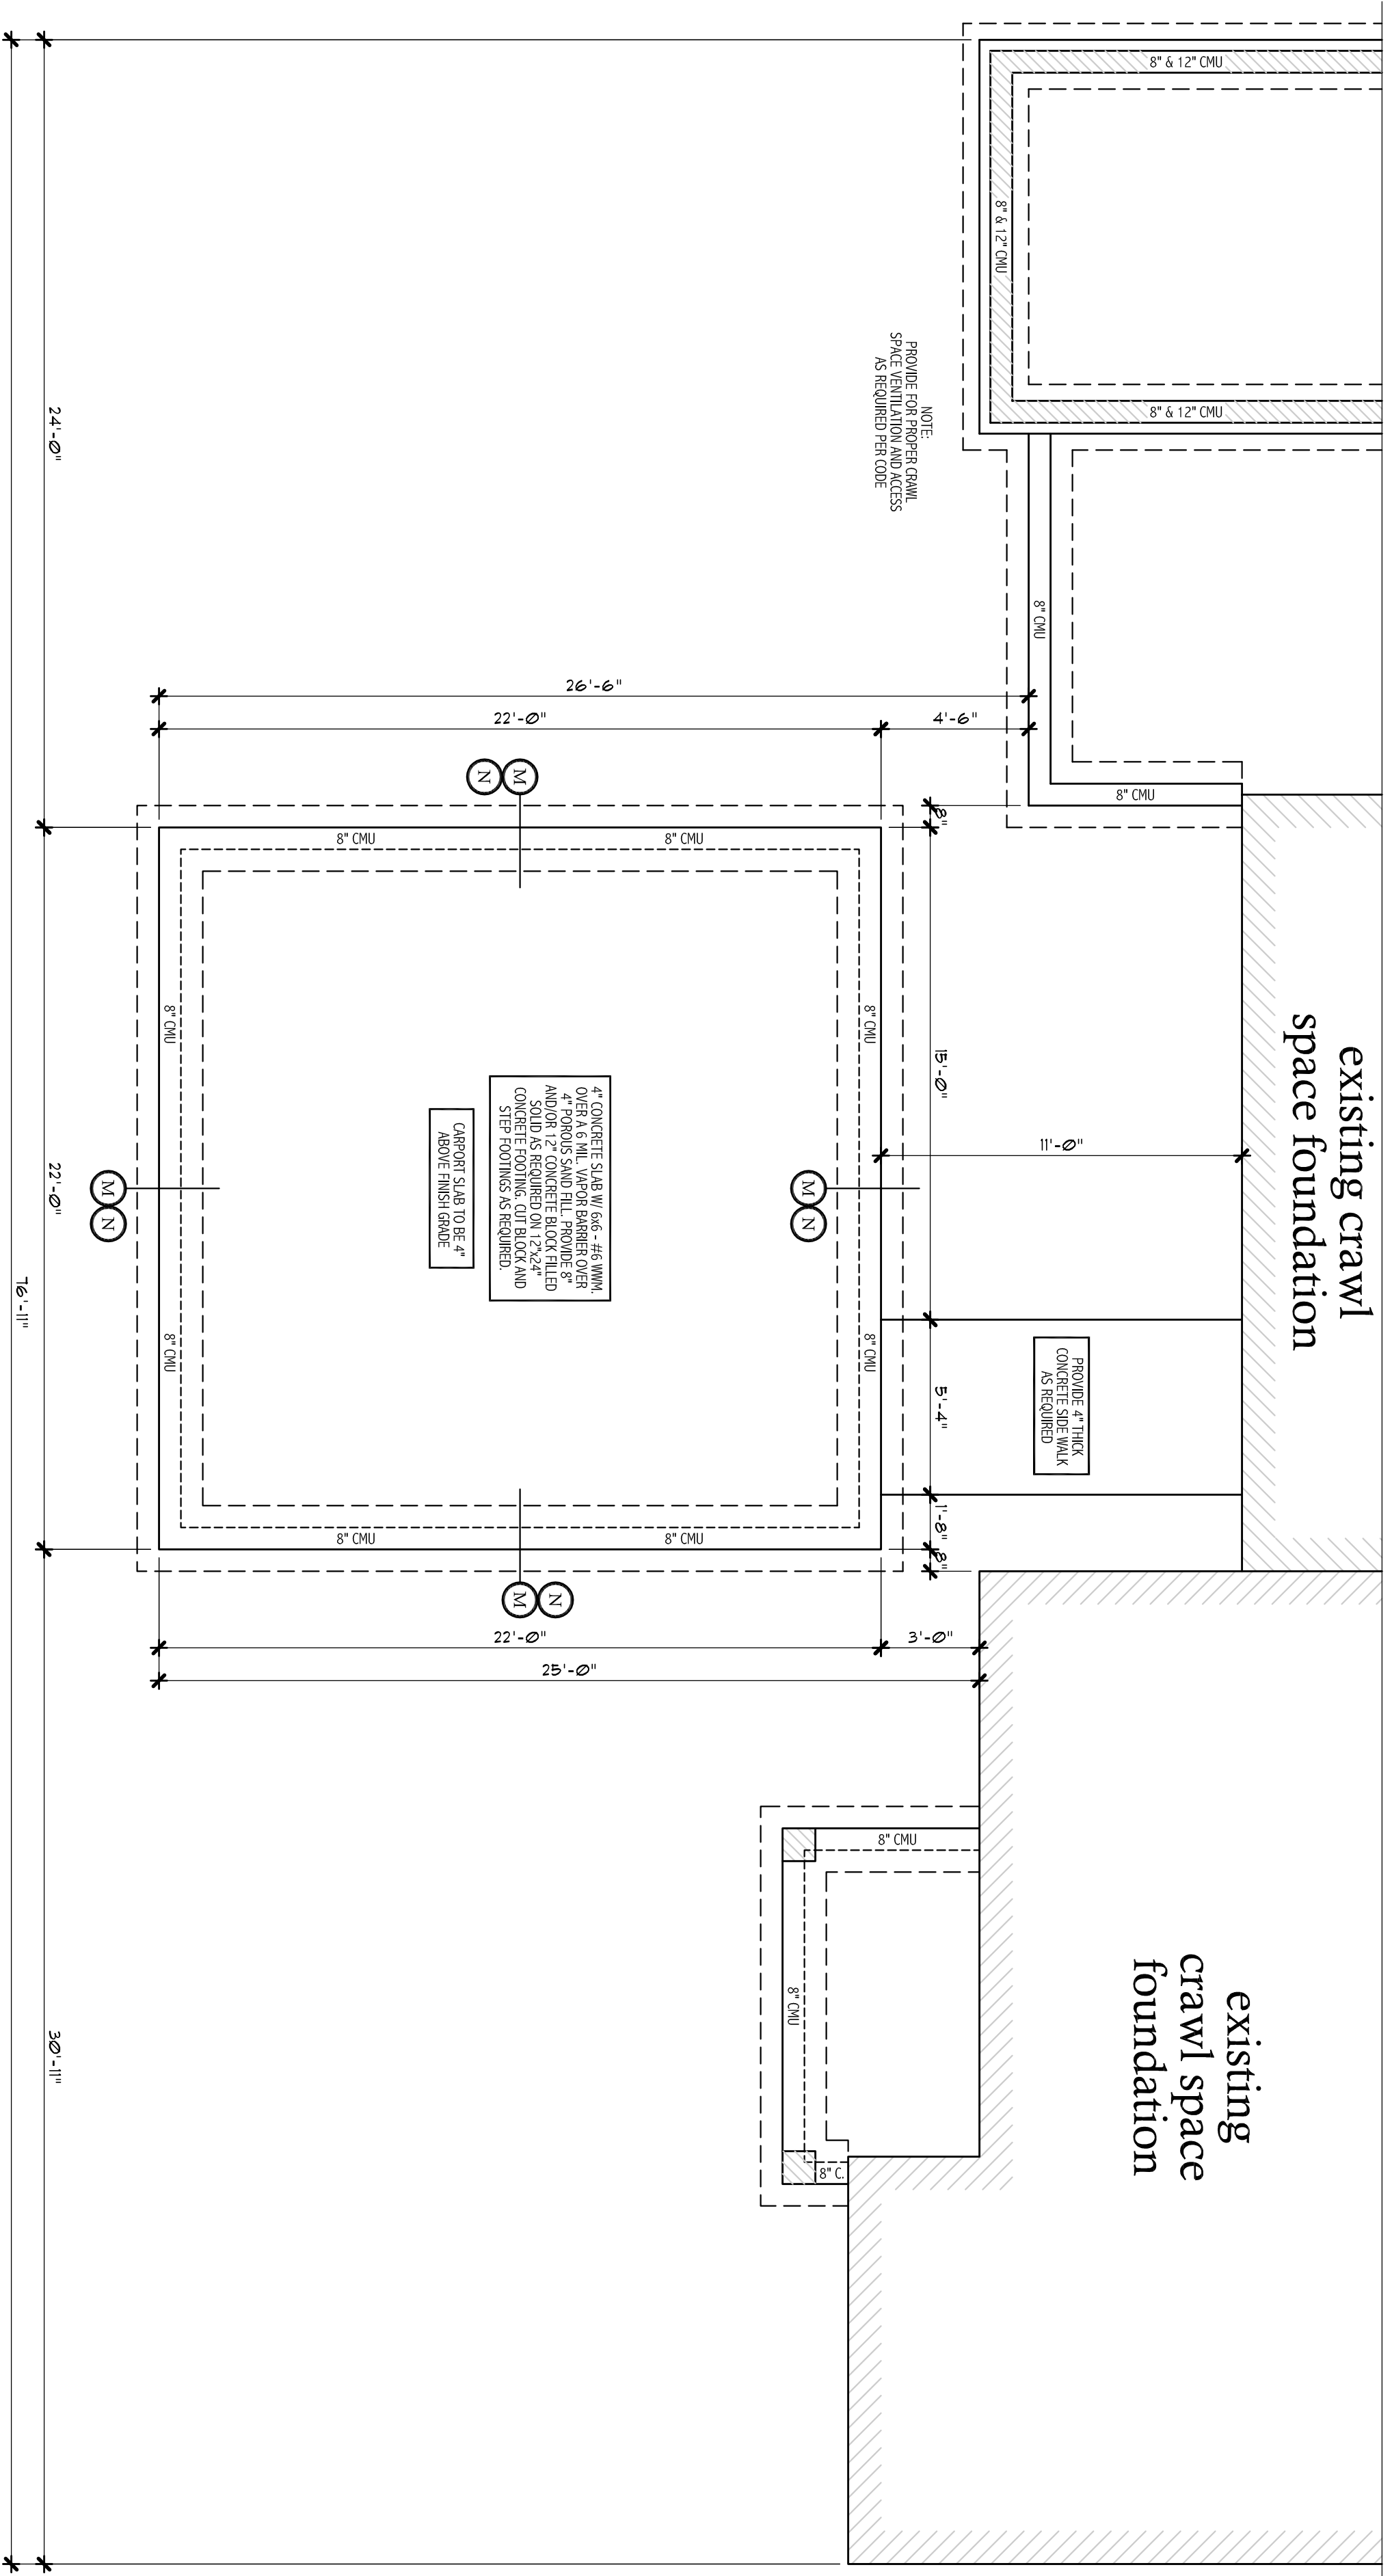 8" & 12" CMU
8" & 12" CMU
8" & 12" CMU
NOTE:
PROVIDE FOR PROPER CRAWL
SPACE VENTILATION AND ACCESS
AS REQUIRED PER CODE
8" CMU
8" CMU
existing crawl
space foundation
26'-6"
22'-0"
4'-6"
8"
15'-0"
11'-0"
5'-4"
1'-8"
8"
PROVIDE 4" THICK
CONCRETE SIDE WALK
AS REQUIRED
M
N
8" CMU
8" CMU
8" CMU
8" CMU
M
N
4" CONCRETE SLAB W/ 6x6 - #6 WWM.
OVER A 6 MIL. VAPOR BARRIER OVER
4" POROUS SAND FILL. PROVIDE 8"
AND/OR 12" CONCRETE BLOCK FILLED
SOLID AS REQUIRED ON 12"x24"
CONCRETE FOOTING. CUT BLOCK AND
STEP FOOTINGS AS REQUIRED.
CARPORT SLAB TO BE 4"
ABOVE FINISH GRADE
8" CMU
8" CMU
M
N
8" CMU
8" CMU
M
N
22'-0"
3'-0"
25'-0"
existing
crawl space
foundation
8" CMU
8" CMU
8" C.
24'-0"
22'-0"
30'-11"
76'-11"